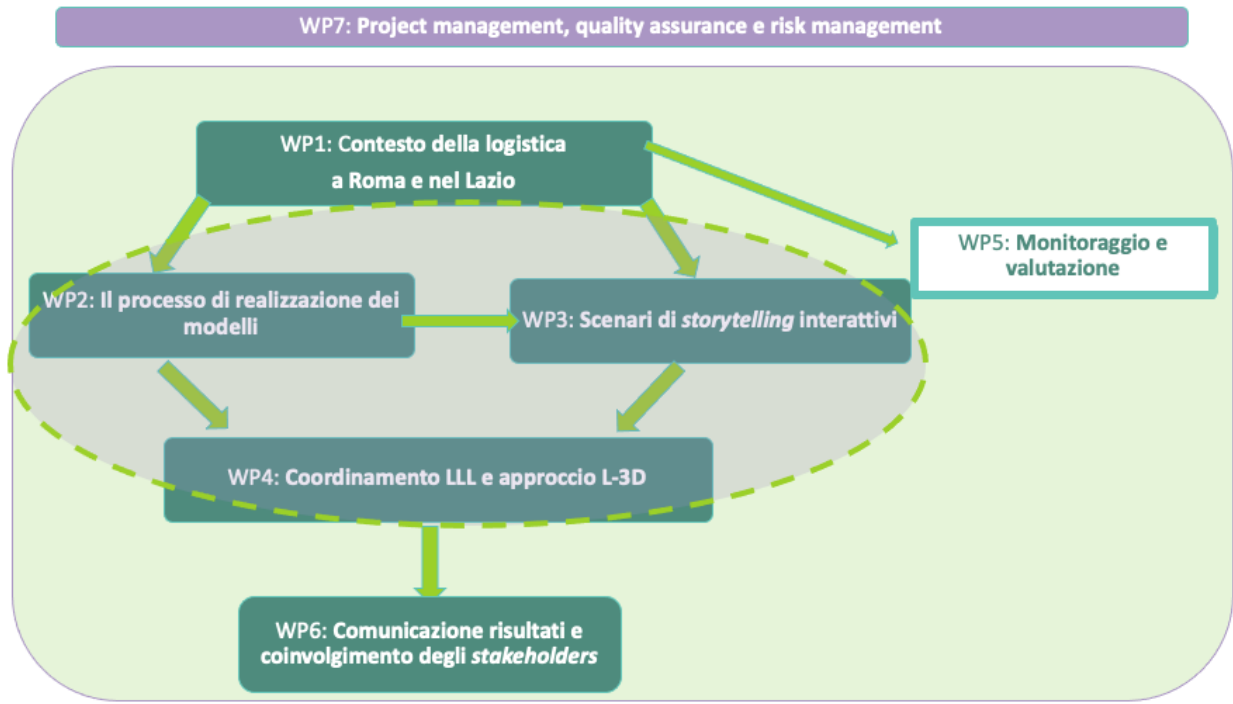 WP7: Project management, quality assurance e risk management
WP1: Contesto della logistica
a Roma e nel Lazio
WP5: Monitoraggio e
valutazione
WP2: Il processo di realizzazione dei
modelli
WP3: Scenari di storytelling interattivi
WP4: Coordinamento LLL e approccio L-3D
WP6: Comunicazione risultati e
coinvolgimento degli stakeholders